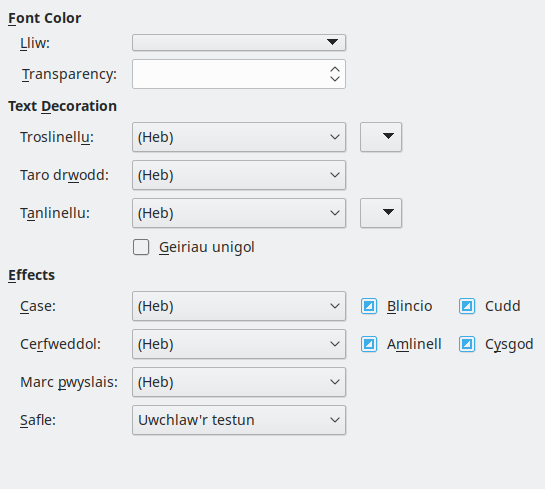 Font Color
Lliw:
Transparency:
Text Decoration
Troslinellu: (Heb)
Taro drwodd: (Heb)
Tanlinellu: (Heb)
Geiriau unigol
Effects
Case: (Heb) Blincio Cudd
Cerfweddol: (Heb) Amlinell Cysgod
Marc pwyslais: (Heb)
Safle: Uwchlaw'r testun